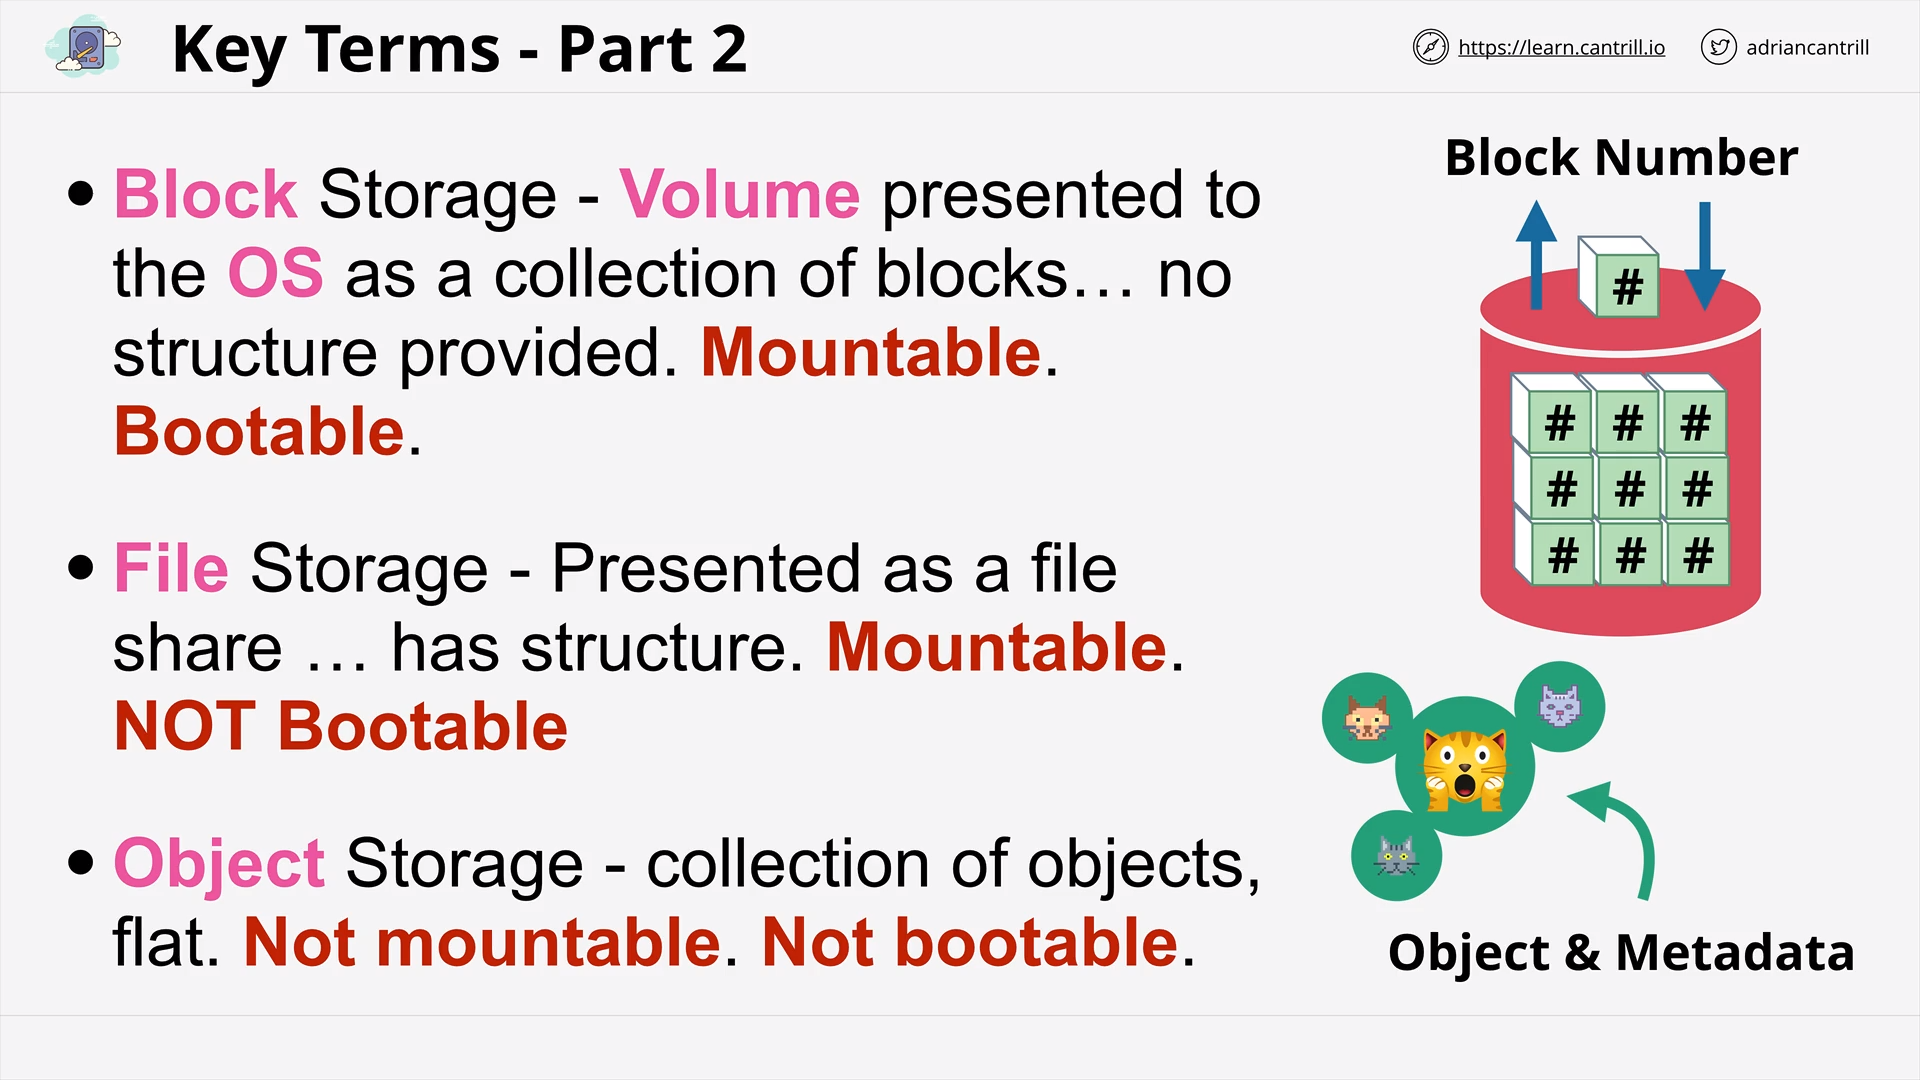 Key Terms - Part 2
https://learn.cantrill.io
adriancantrill
• Block Storage - Volume presented to
the OS as a collection of blocks… no
structure provided. Mountable.
Bootable.
• File Storage - Presented as a file
share … has structure. Mountable.
NOT Bootable
• Object Storage - collection of objects,
flat. Not mountable. Not bootable.
Block Number
#
# # #
# # #
# # #
Object & Metadata